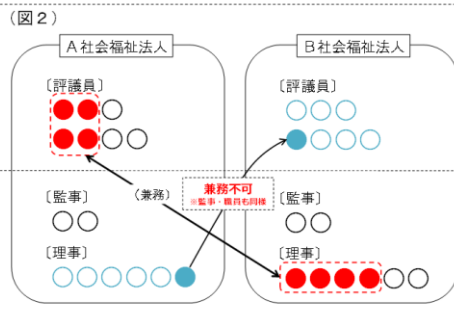 （図２）
Ａ社会福祉法人
Ｂ社会福祉法人
〔評議員〕
〔評議員〕
〔監事〕
（兼務）
兼務不可
※監事・職員も同様
〔監事〕
〔理事〕
〔理事〕